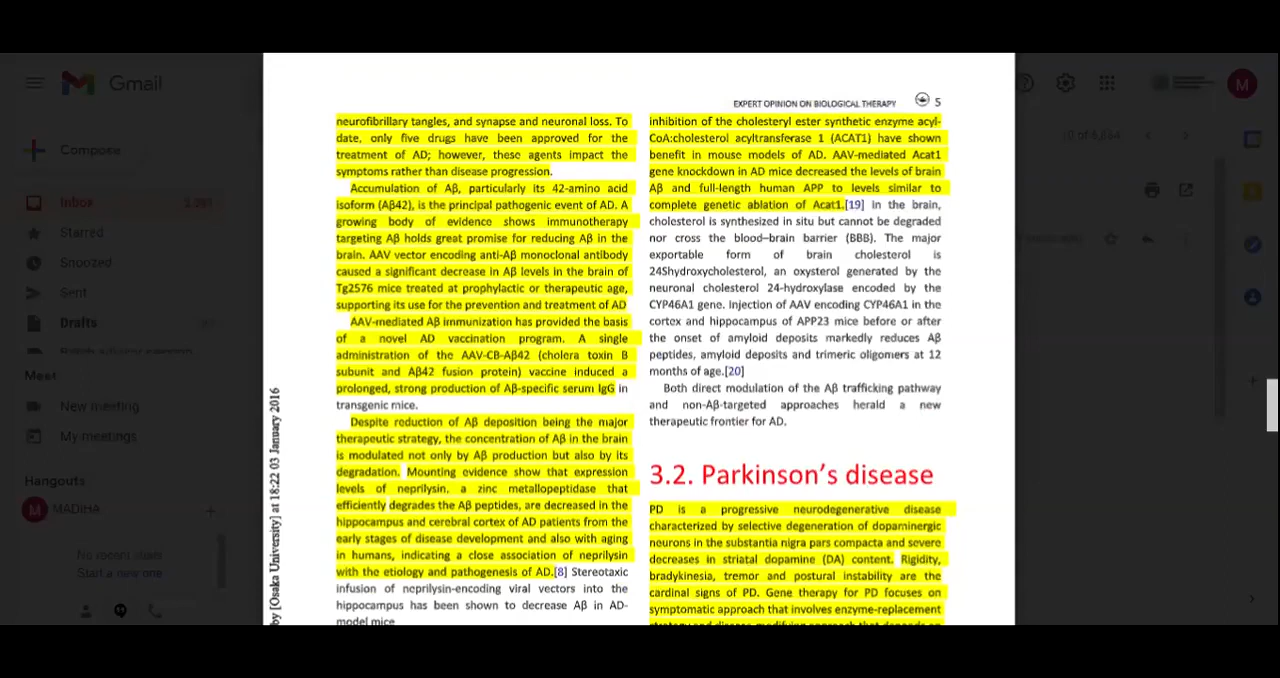 Gmail
M
Compose
Inbox
Starred
Snoozed
Sent
Drafts
Meet
New meeting
My meetings
Hangouts
M
MADIHA
Start a new one
by [Osaka University] at 18:22 03 January 2016
EXPERT OPINION ON BIOLOGICAL THERAPY 5
neurofibrillary tangles, and synapse and neuronal loss. To
date, only five drugs have been approved for the
treatment of AD; however, these agents impact the
symptoms rather than disease progression.
Accumulation of Aβ, particularly its 42-amino acid
isoform (Aβ42), is the principal pathogenic event of AD. A
growing body of evidence shows immunotherapy
targeting Aβ holds great promise for reducing Aβ in the
brain. AAV vector encoding anti-Aβ monoclonal antibody
caused a significant decrease in Aβ levels in the brain of
Tg2576 mice treated at prophylactic or therapeutic age,
supporting its use for the prevention and treatment of AD
AAV-mediated Aβ immunization has provided the basis
of a novel AD vaccination program. A single
administration of the AAV-CB-Aβ42 (cholera toxin B
subunit and Aβ42 fusion protein) vaccine induced a
prolonged, strong production of Aβ-specific serum IgG in
transgenic mice.
Despite reduction of Aβ deposition being the major
therapeutic strategy, the concentration of Aβ in the brain
is modulated not only by Aβ production but also by its
degradation. Mounting evidence show that expression
levels of neprilysin, a zinc metallopeptidase that
efficiently degrades the Aβ peptides, are decreased in the
hippocampus and cerebral cortex of AD patients from the
early stages of disease development and also with aging
in humans, indicating a close association of neprilysin
with the etiology and pathogenesis of AD.[8] Stereotaxic
infusion of neprilysin-encoding viral vectors into the
hippocampus has been shown to decrease Aβ in AD-
model mice
inhibition of the cholesteryl ester synthetic enzyme acyl-
CoA:cholesterol acyltransferase 1 (ACAT1) have shown
benefit in mouse models of AD. AAV-mediated Acat1
gene knockdown in AD mice decreased the levels of brain
Aβ and full-length human APP to levels similar to
complete genetic ablation of Acat1.[19] in the brain,
cholesterol is synthesized in situ but cannot be degraded
nor cross the blood–brain barrier (BBB). The major
exportable form of brain cholesterol is
24Shydroxycholesterol, an oxysterol generated by the
neuronal cholesterol 24-hydroxylase encoded by the
CYP46A1 gene. Injection of AAV encoding CYP46A1 in the
cortex and hippocampus of APP23 mice before or after
the onset of amyloid deposits markedly reduces Aβ
peptides, amyloid deposits and trimeric oligomers at 12
months of age.[20]
Both direct modulation of the Aβ trafficking pathway
and non-Aβ-targeted approaches herald a new
therapeutic frontier for AD.
3.2. Parkinson's disease
PD is a progressive neurodegenerative disease
characterized by selective degeneration of dopaminergic
neurons in the substantia nigra pars compacta and severe
decreases in striatal dopamine (DA) content. Rigidity,
bradykinesia, tremor and postural instability are the
cardinal signs of PD. Gene therapy for PD focuses on
symptomatic approach that involves enzyme-replacement